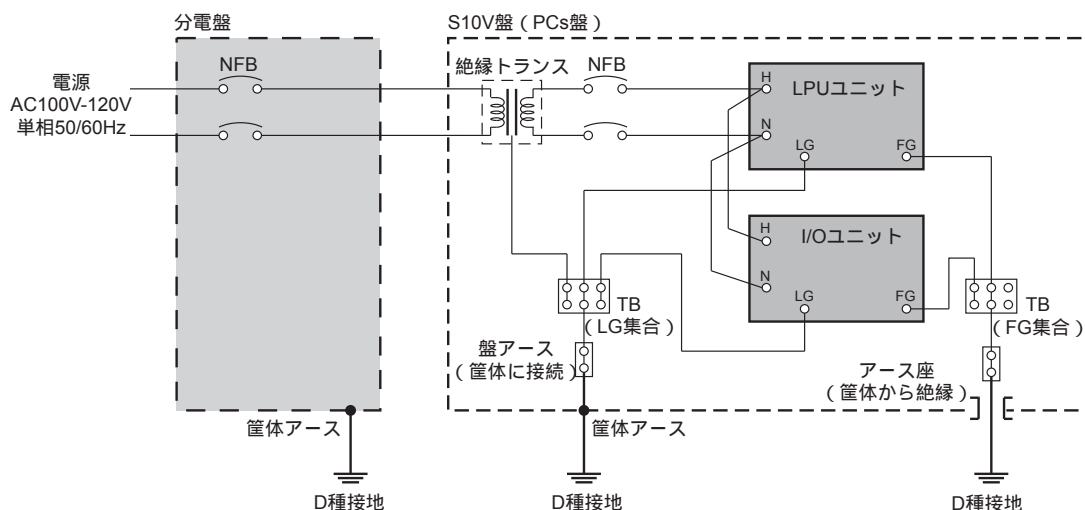 分電盤
S10V盤（PCs盤）
電源
AC100V-120V
単相50/60Hz
NFB
絶縁トランス
NFB
H
LPUユニット
N
LG
FG
H
I/Oユニット
N
LG
FG
TB
（LG集合）
TB
（FG集合）
盤アース
（筐体に接続）
アース座
（筐体から絶縁）
筐体アース
筐体アース
D種接地
D種接地
D種接地